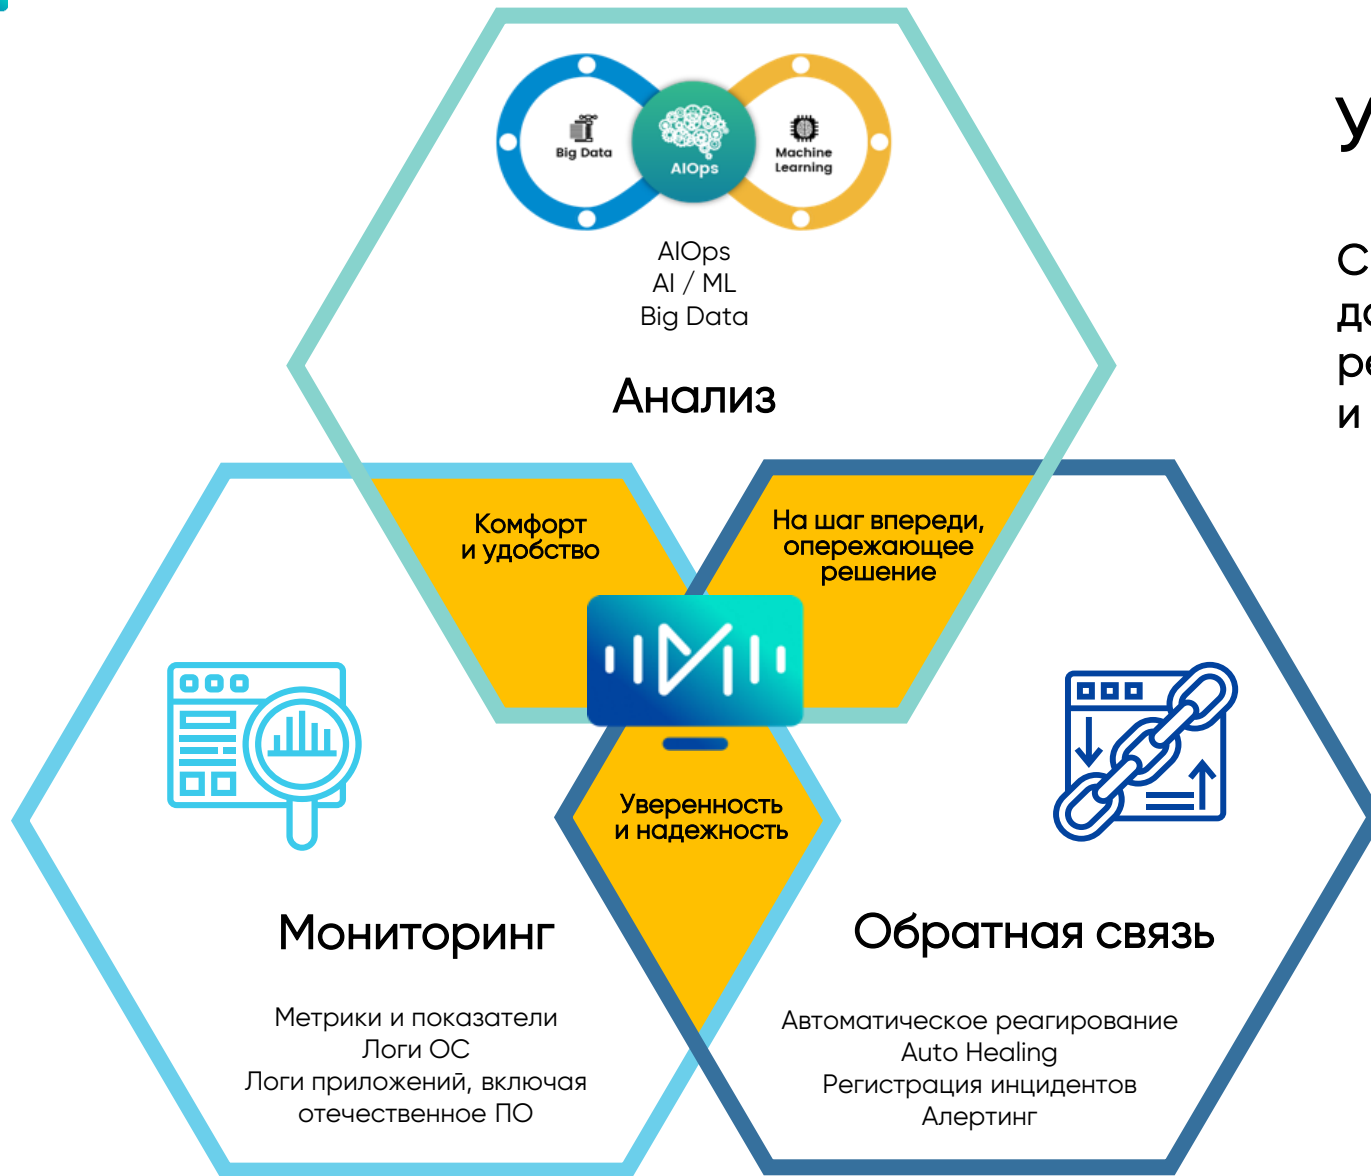 Big Data
AIOps
Machine
Learning
AIOps
AI / ML
Big Data
Анализ
Комфорт
и удобство
На шаг впереди,
опережающее
решение
Уверенность
и надежность
Мониторинг
Метрики и показатели
Логи ОС
Логи приложений, включая
отечественное ПО
Обратная связь
Автоматическое реагирование
Auto Healing
Регистрация инцидентов
Алертинг
и